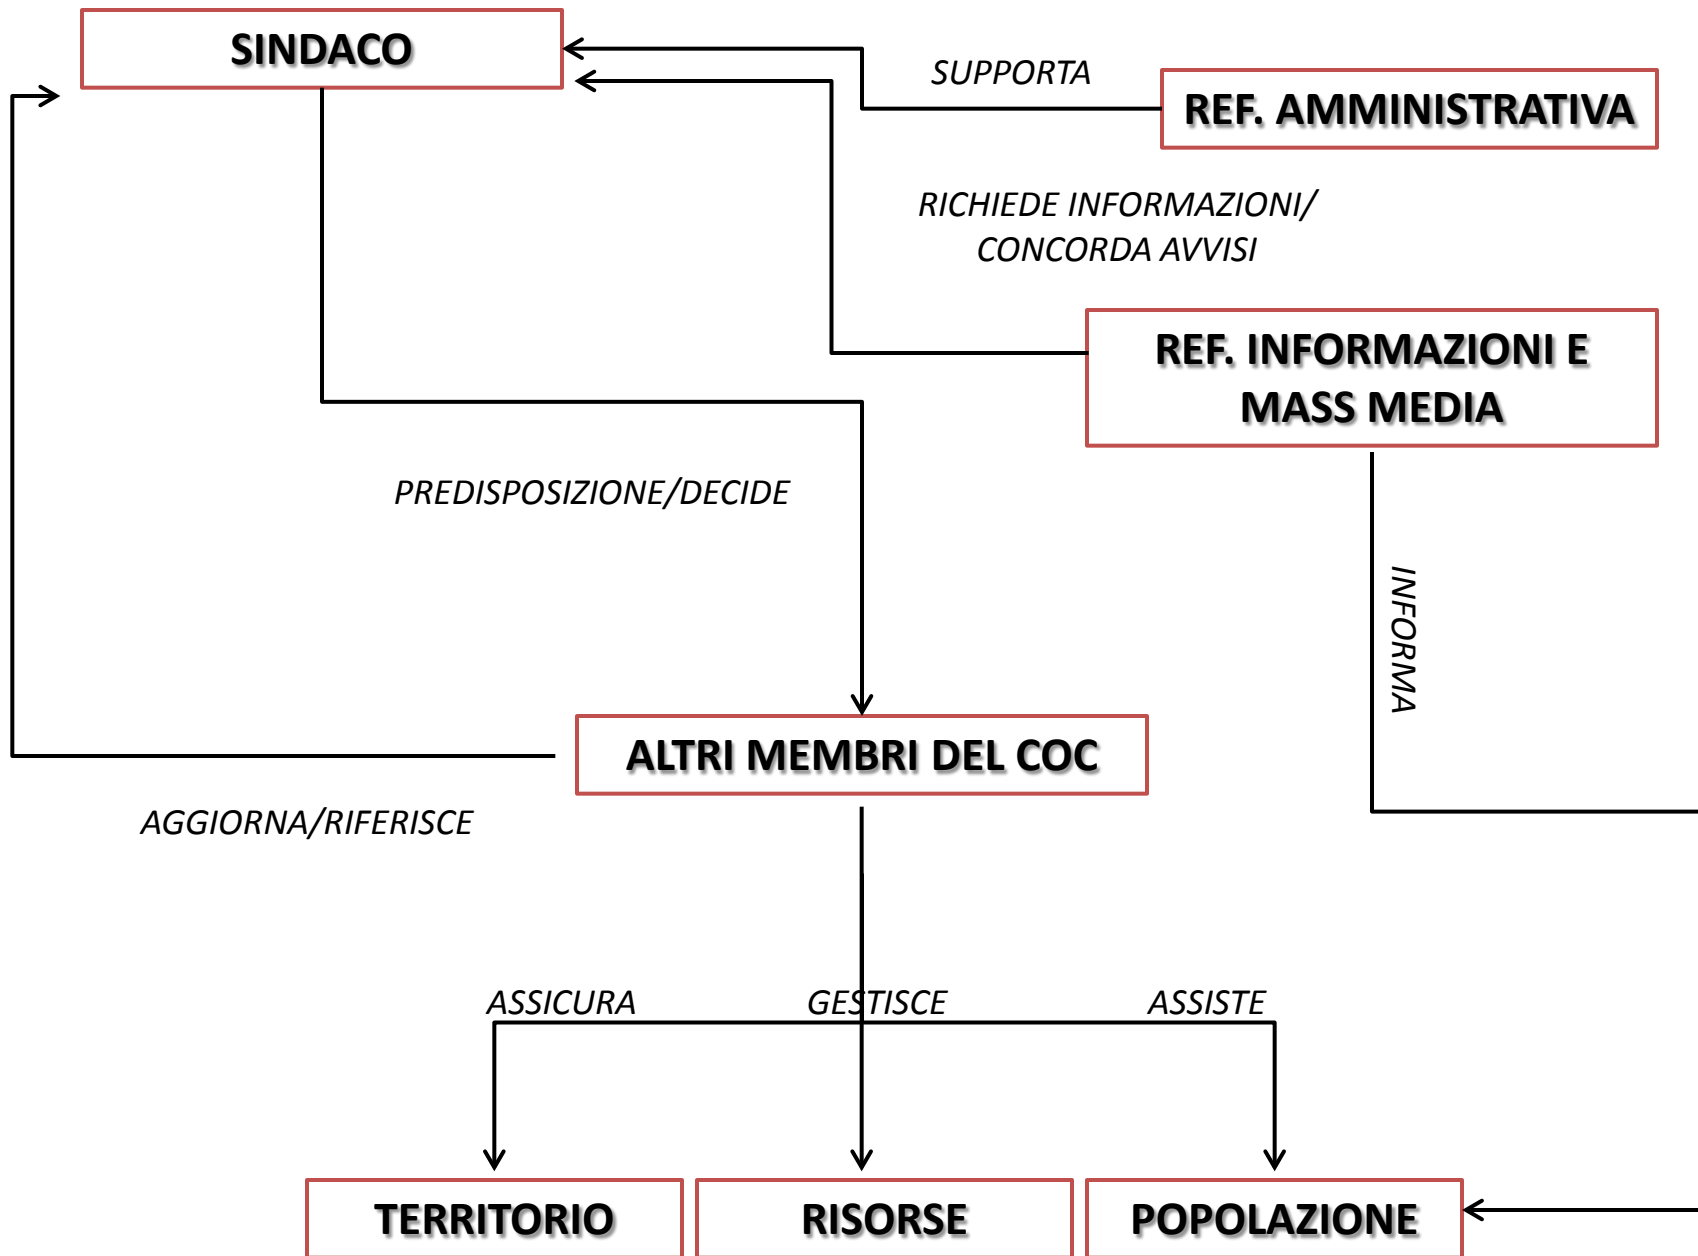 SINDACO
SUPPORTA
REF. AMMINISTRATIVA
RICHIEDE INFORMAZIONI/
CONCORDA AVVISI
REF. INFORMAZIONI E
MASS MEDIA
PREDISPOSIZIONE/DECIDE
INFORMA
ALTRI MEMBRI DEL COC
AGGIORNA/RIFERISCE
ASSICURA
GESTISCE
ASSISTE
TERRITORIO
RISORSE
POPOLAZIONE